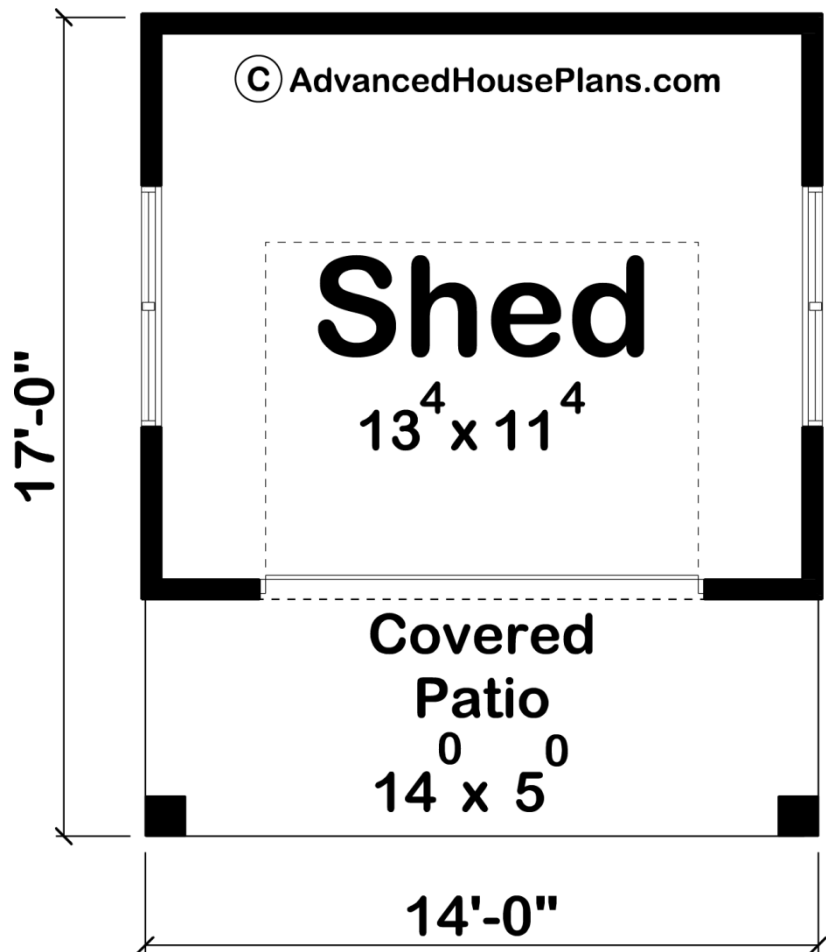 © AdvancedHousePlans.com
Shed
13⁴ x 11⁴
17'-0"
Covered
Patio
14⁰ x 5⁰
14'-0"